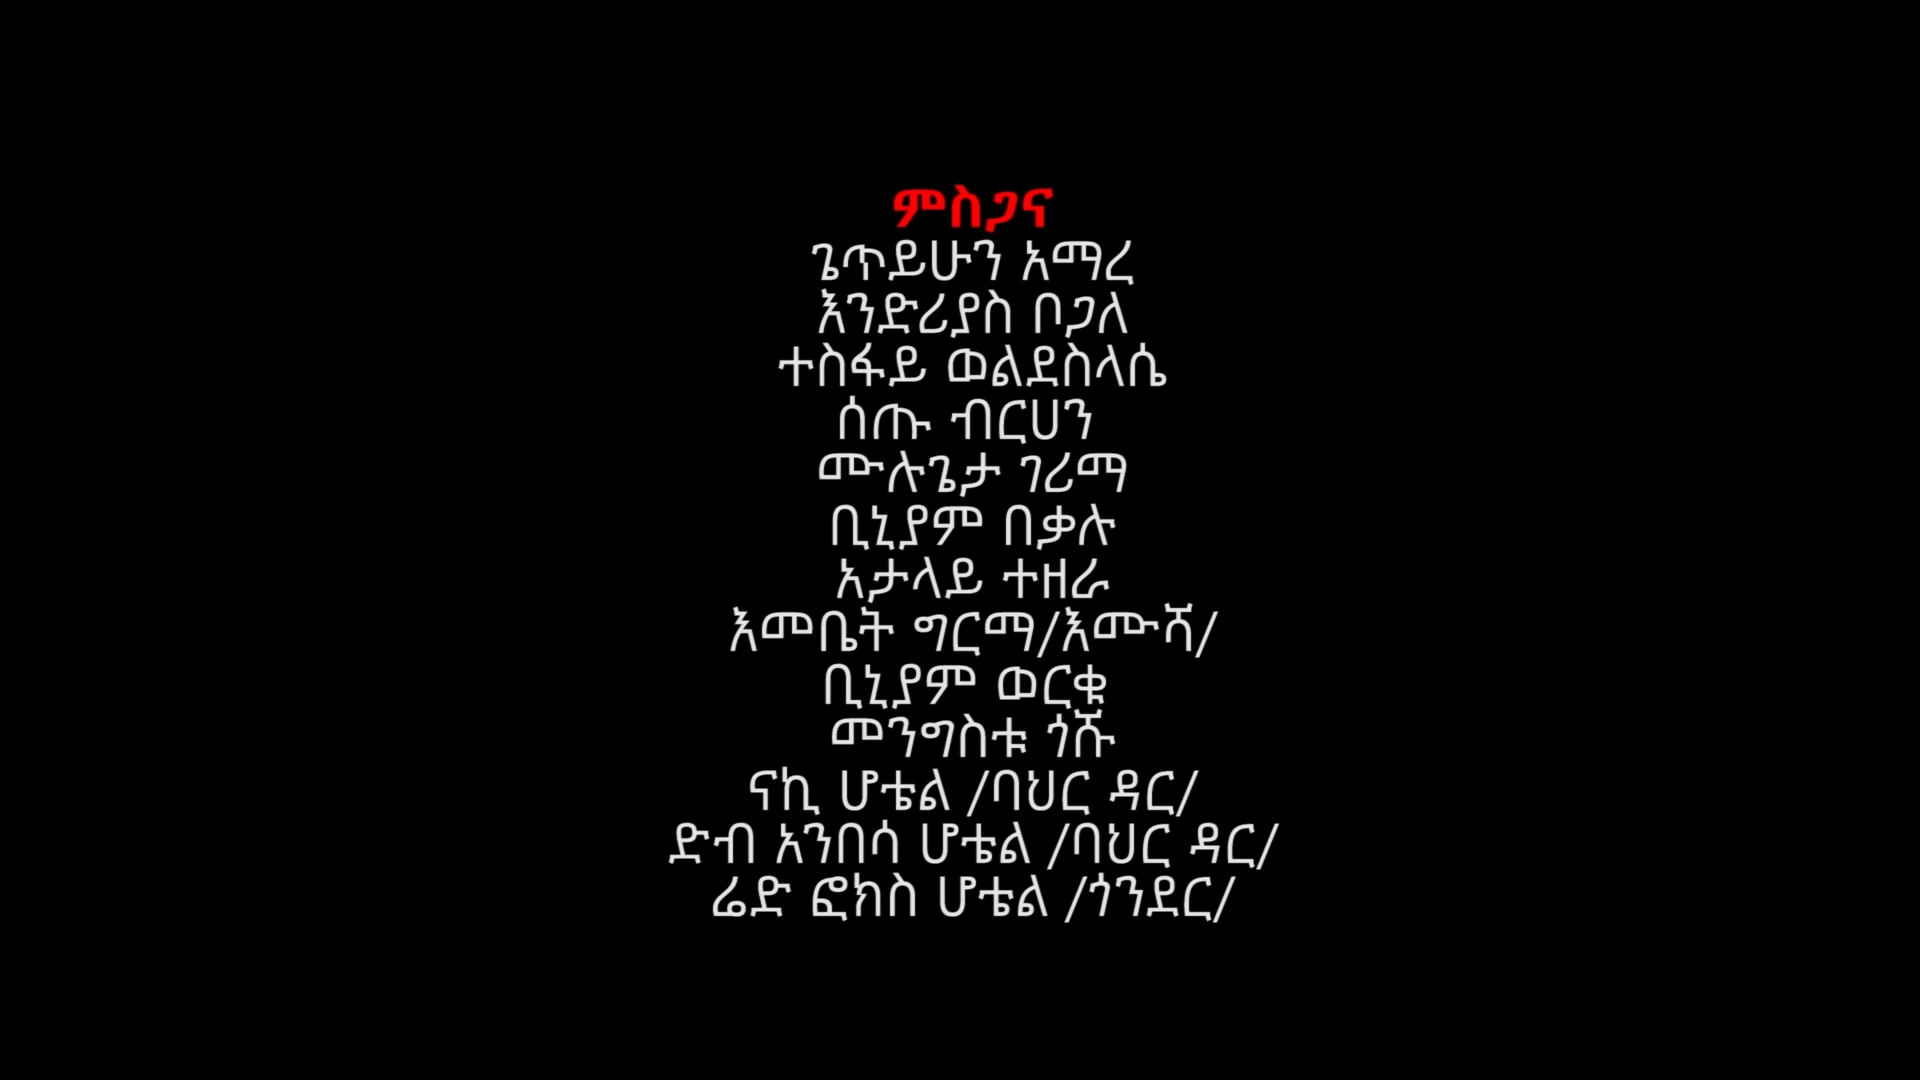 ምስጋና
ጌጥይሁን አማረ
እንድሪያስ ቦጋለ
ተስፋይ ወልደስላሴ
ሰጡ ብርሀን
ሙሉጌታ ገሪማ
ቢኒያም በቃሉ
አታላይ ተዘራ
እመቤት ግርማ/እሙሻ/
ቢኒያም ወርቁ
መንግስቱ ጎሹ
ናኪ ሆቴል /ባህር ዳር/
ድብ አንበሳ ሆቴል /ባህር ዳር/
ሬድ ፎክስ ሆቴል /ጎንደር/